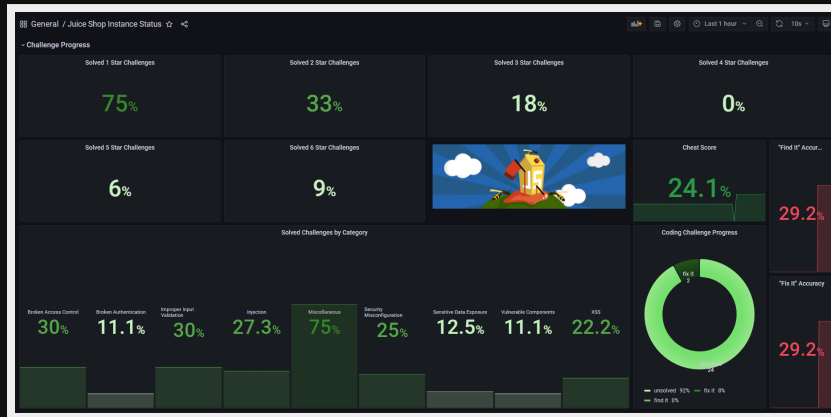 General / Juice Shop Instance Status
Last 1 hour
10s
Challenge Progress
Solved 1 Star Challenges
75%
Solved 2 Star Challenges
33%
Solved 3 Star Challenges
18%
Solved 4 Star Challenges
0%
Solved 5 Star Challenges
6%
Solved 6 Star Challenges
9%
Cheat Score
24.1%
"Find it" Accur...
29.2%
Solved Challenges by Category
Broken Access Control
30%
Broken Authentication
11.1%
Improper Input
Validation
30%
Injection
27.3%
Miscellaneous
75%
Security
Misconfiguration
25%
Sensitive Data Exposure
12.5%
Vulnerable Components
11.1%
XSS
22.2%
Coding Challenge Progress
fix it
2
24
unsolved 92%
fix it 8%
find it 0%
"Fix It" Accuracy
29.2%